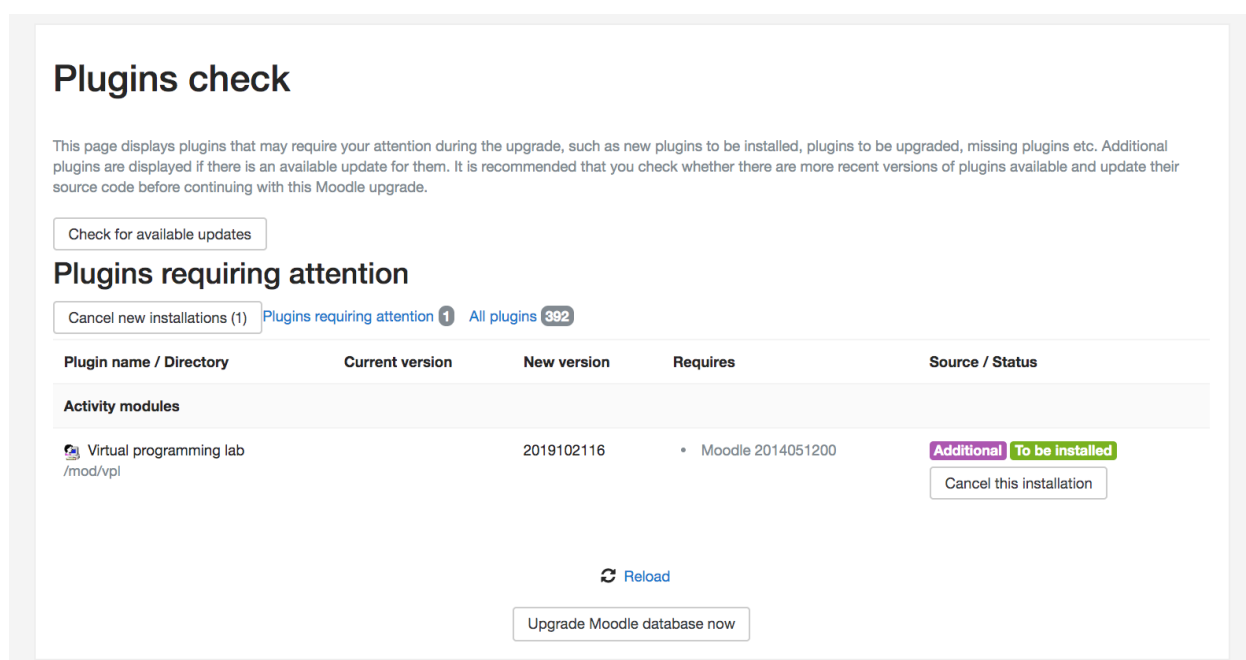 Plugins check
This page displays plugins that may require your attention during the upgrade, such as new plugins to be installed, plugins to be upgraded, missing plugins etc. Additional
plugins are displayed if there is an available update for them. It is recommended that you check whether there are more recent versions of plugins available and update their
source code before continuing with this Moodle upgrade.
Check for available updates
Plugins requiring attention
Cancel new installations (1) Plugins requiring attention 1 All plugins 392
Plugin name / Directory Current version New version Requires Source / Status
Activity modules
Virtual programming lab 2019102116 • Moodle 2014051200 Additional To be installed
/mod/vpl Cancel this installation
Reload
Upgrade Moodle database now